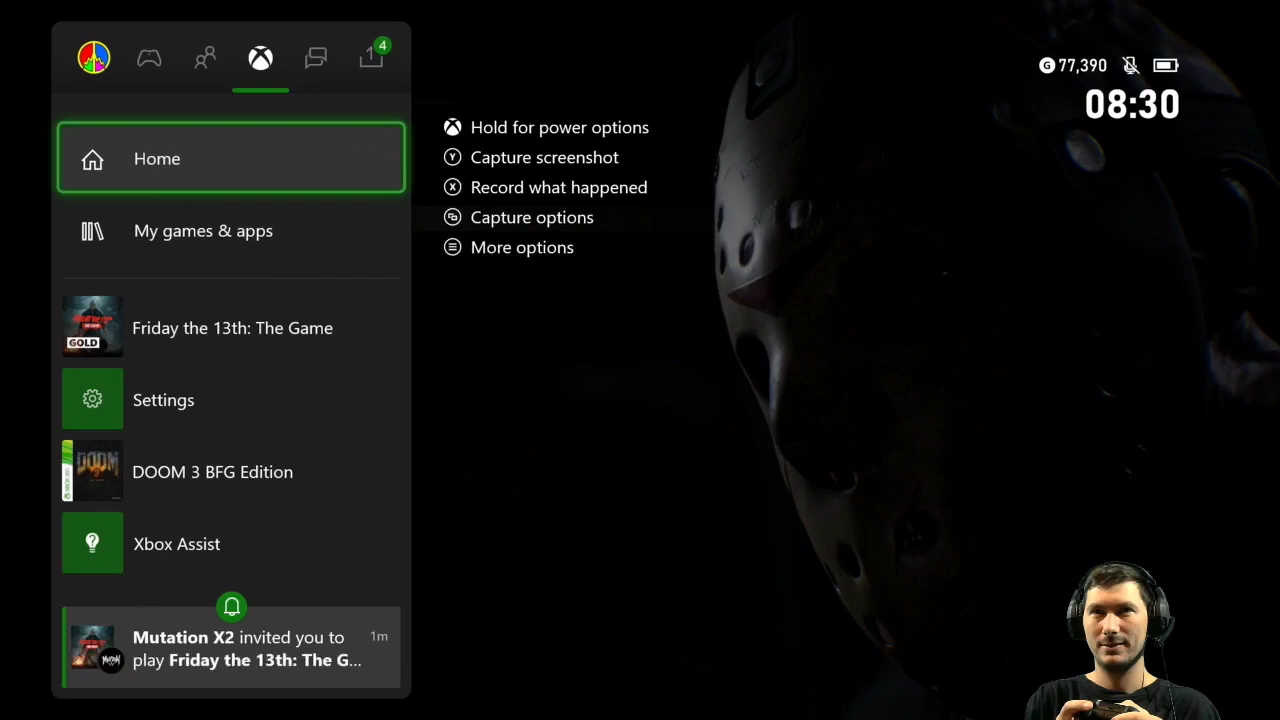 4
G 77,390
08:30
Home
My games & apps
Hold for power options
Y Capture screenshot
X Record what happened
Capture options
More options
GOLD
Friday the 13th: The Game
Settings
DOOM
DOOM 3 BFG Edition
Xbox Assist
Mutation X2 invited you to
1m
play Friday the 13th: The G...